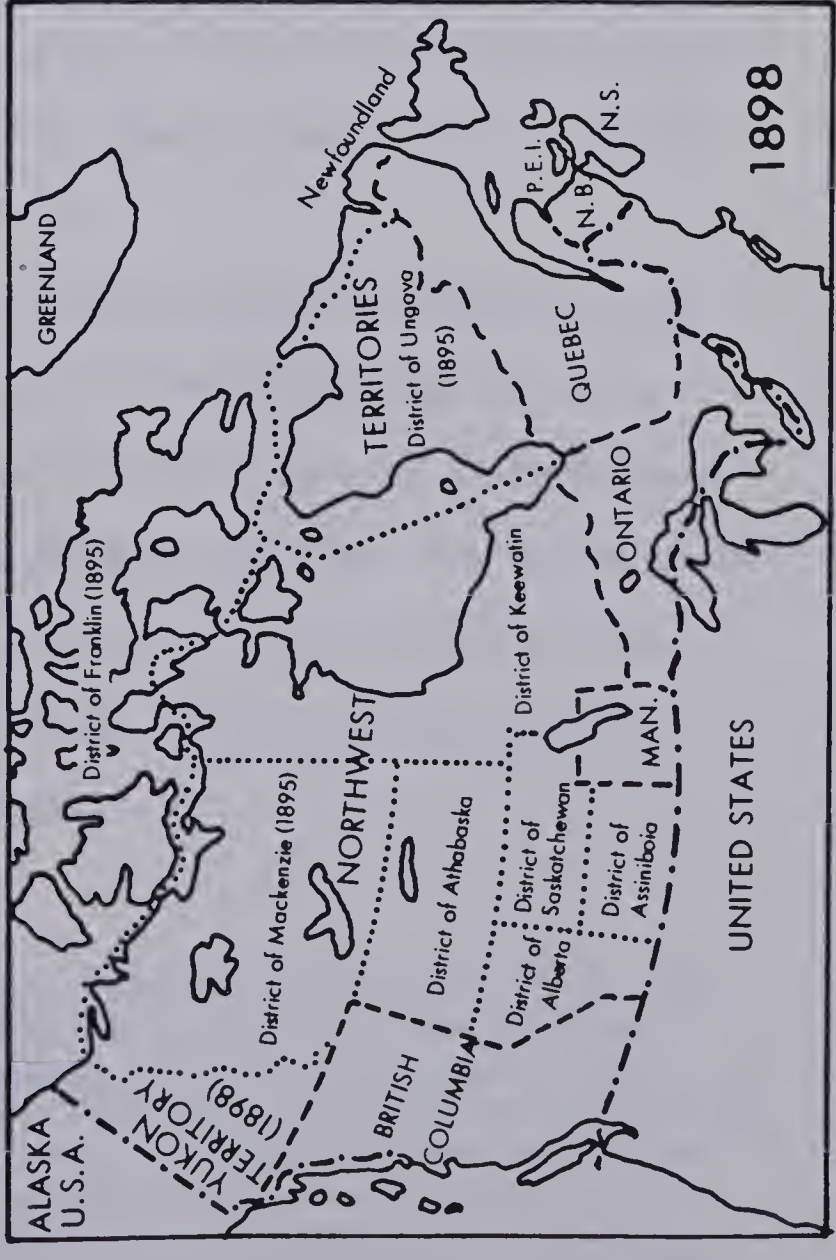 ALASKA
U.S.A.
GREENLAND
District of Franklin (1895)
YUKON
TERRITORY
(1898)
District of Mackenzie (1895)
NORTHWEST
TERRITORIES
District of Ungava
(1895)
Newfoundland
BRITISH
COLUMBIA
District of Athabaska
District of
Alberta
District of
Saskatchewan
District of
Assiniboia
District of Keewatin
MAN.
ONTARIO
QUEBEC
P.E.I.
N.B.
N.S.
UNITED STATES
1898